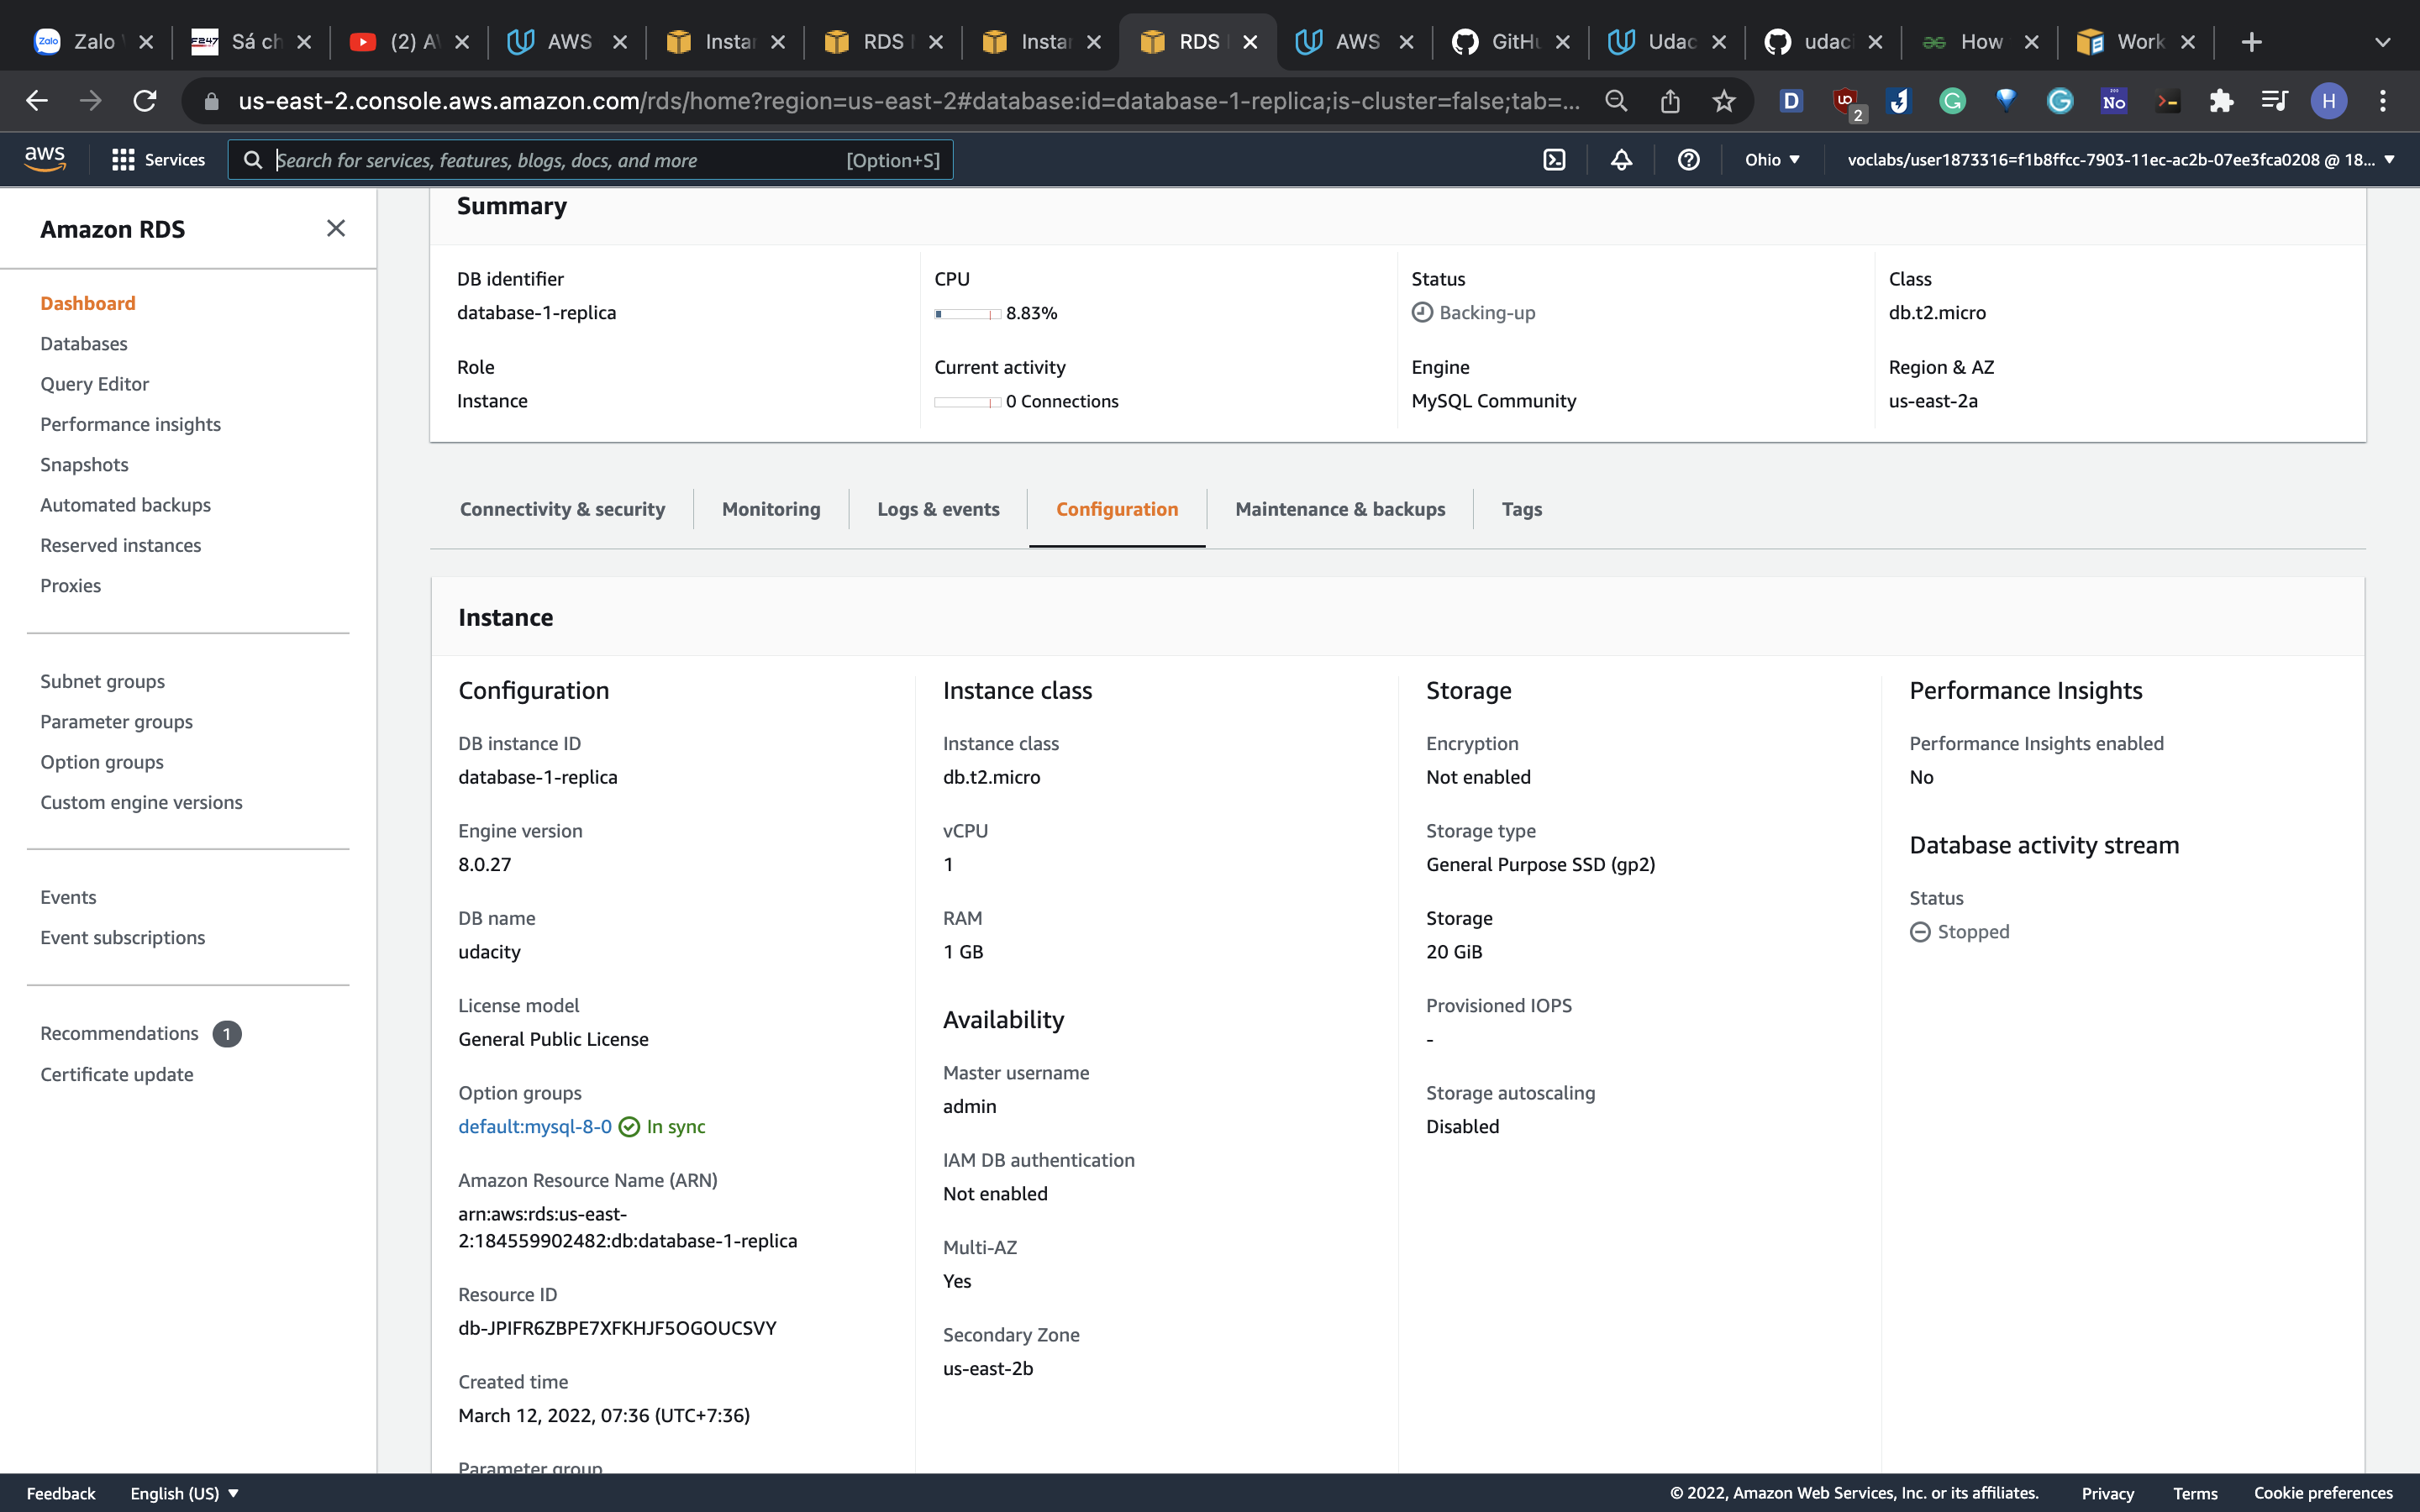 Zalo
Sá ch
(2) A
AWS
Instan
RDS
Instan
RDS
AWS
GitHu
Udac
udaci
How
Work
us-east-2.console.aws.amazon.com/rds/home?region=us-east-2#database:id=database-1-replica;is-cluster=false;tab=...
2
No
H
aws
Services
Search for services, features, blogs, docs, and more
[Option+S]
Ohio
voclabs/user1873316=f1b8ffcc-7903-11ec-ac2b-07ee3fca0208 @ 18...
Amazon RDS
Dashboard
Databases
Query Editor
Performance insights
Snapshots
Automated backups
Reserved instances
Proxies
Subnet groups
Parameter groups
Option groups
Custom engine versions
Events
Event subscriptions
Recommendations 1
Certificate update
Summary
DB identifier
database-1-replica
CPU
8.83%
Status
Backing-up
Class
db.t2.micro
Role
Instance
Current activity
0 Connections
Engine
MySQL Community
Region & AZ
us-east-2a
Connectivity & security
Monitoring
Logs & events
Configuration
Maintenance & backups
Tags
Instance
Configuration
DB instance ID
database-1-replica
Engine version
8.0.27
DB name
udacity
License model
General Public License
Option groups
default:mysql-8-0 In sync
Amazon Resource Name (ARN)
arn:aws:rds:us-east-
2:184559902482:db:database-1-replica
Resource ID
db-JPIFR6ZBPE7XFKHJF5OGOUCSVY
Created time
March 12, 2022, 07:36 (UTC+7:36)
Parameter group
Instance class
Instance class
db.t2.micro
vCPU
1
RAM
1 GB
Availability
Master username
admin
IAM DB authentication
Not enabled
Multi-AZ
Yes
Secondary Zone
us-east-2b
Storage
Encryption
Not enabled
Storage type
General Purpose SSD (gp2)
Storage
20 GiB
Provisioned IOPS
-
Storage autoscaling
Disabled
Performance Insights
Performance Insights enabled
No
Database activity stream
Status
Stopped
Feedback
English (US)
© 2022, Amazon Web Services, Inc. or its affiliates.
Privacy
Terms
Cookie preferences